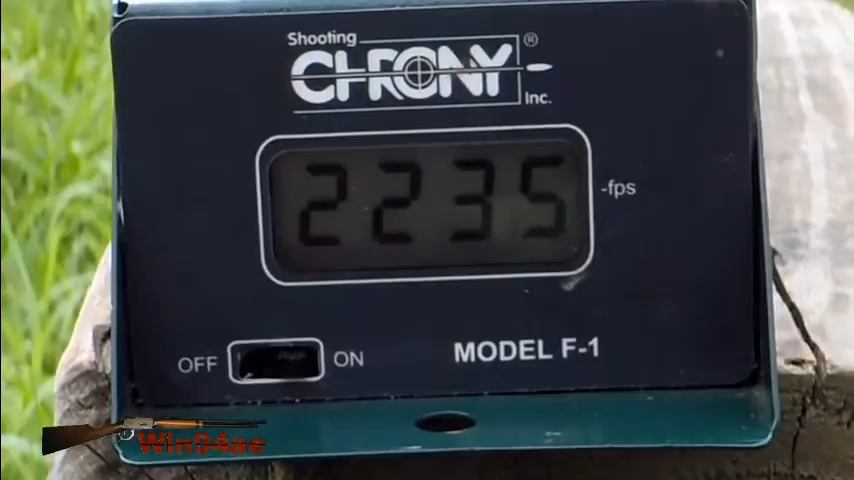 Shooting
CHRONY ®
Inc.
2235 -fps
OFF ON MODEL F-1
Win94ae